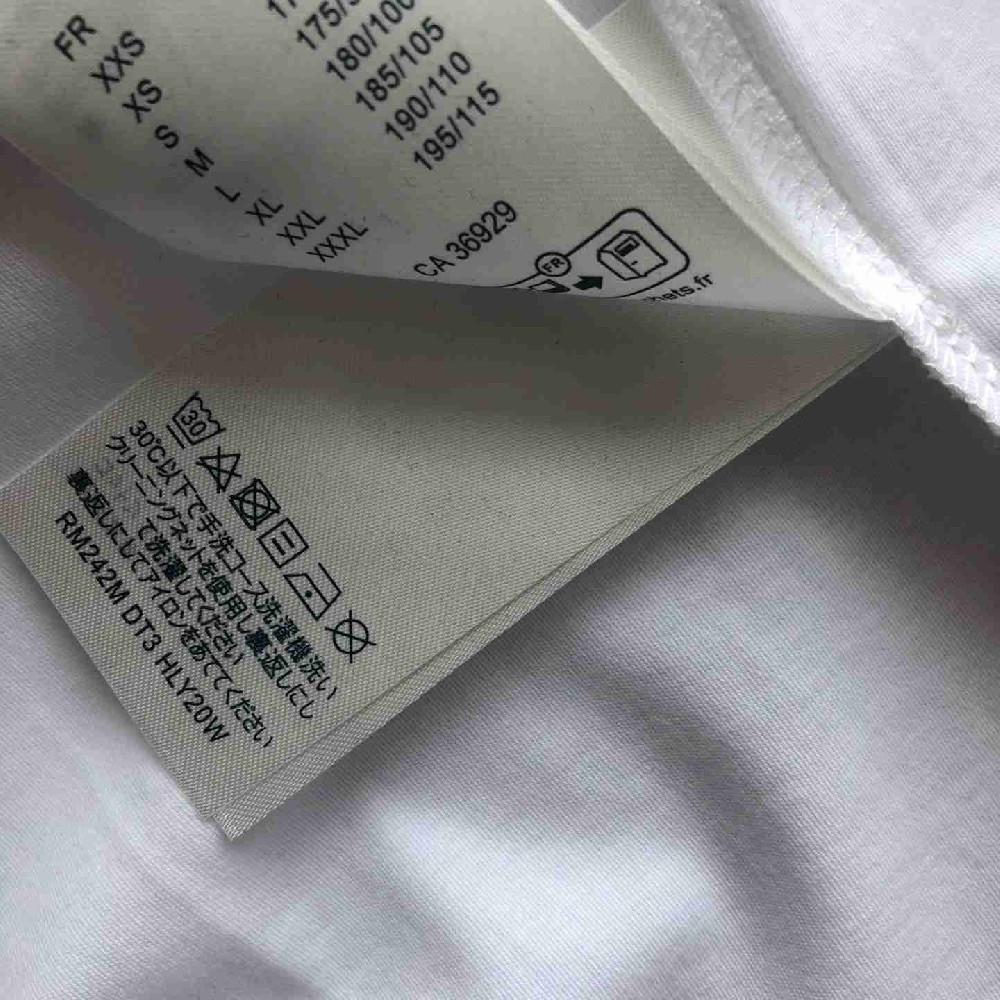 FR
XXS
XS
S
M
L
XL
XXL
XXXL
180/100
185/105
190/110
195/115
CA 36929
FR
30
30℃以下で手洗コース洗濯機洗い
クリーニングネットを使用し裏返しにし
て洗濯してください
裏返しにしてアイロンをあててください
RM242M DT3 HLY20W